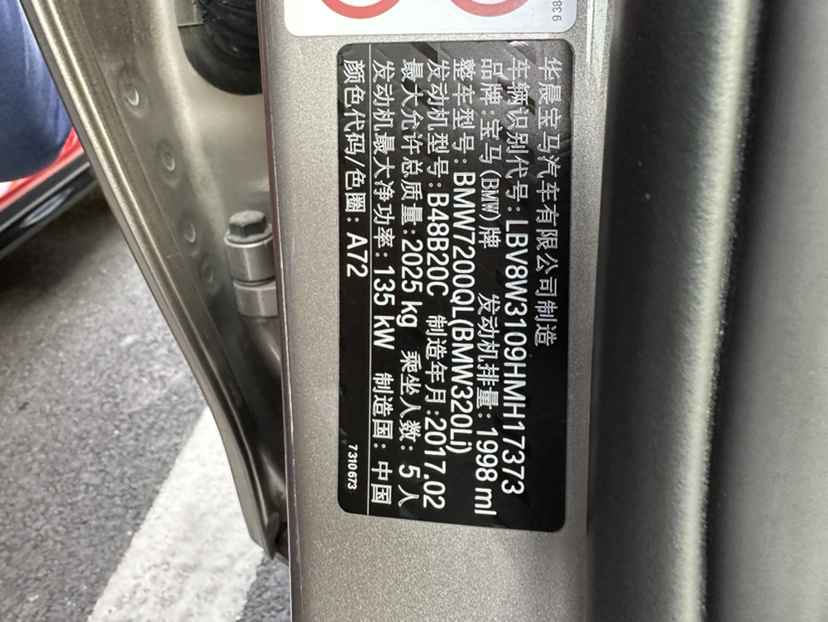 938
华晨宝马汽车有限公司制造
车辆识别代号: LBV8W3109HMH17373
品牌: 宝马(BMW)牌 发动机排量: 1998 ml
整车型号: BMW7200QL(BMW320Li)
发动机型号: B48B20C 制造年月: 2017.02
最大允许总质量: 2025 kg 乘坐人数: 5 人
发动机最大净功率: 135 kW 制造国: 中国
颜色代码/色圈: A72
7 310 673